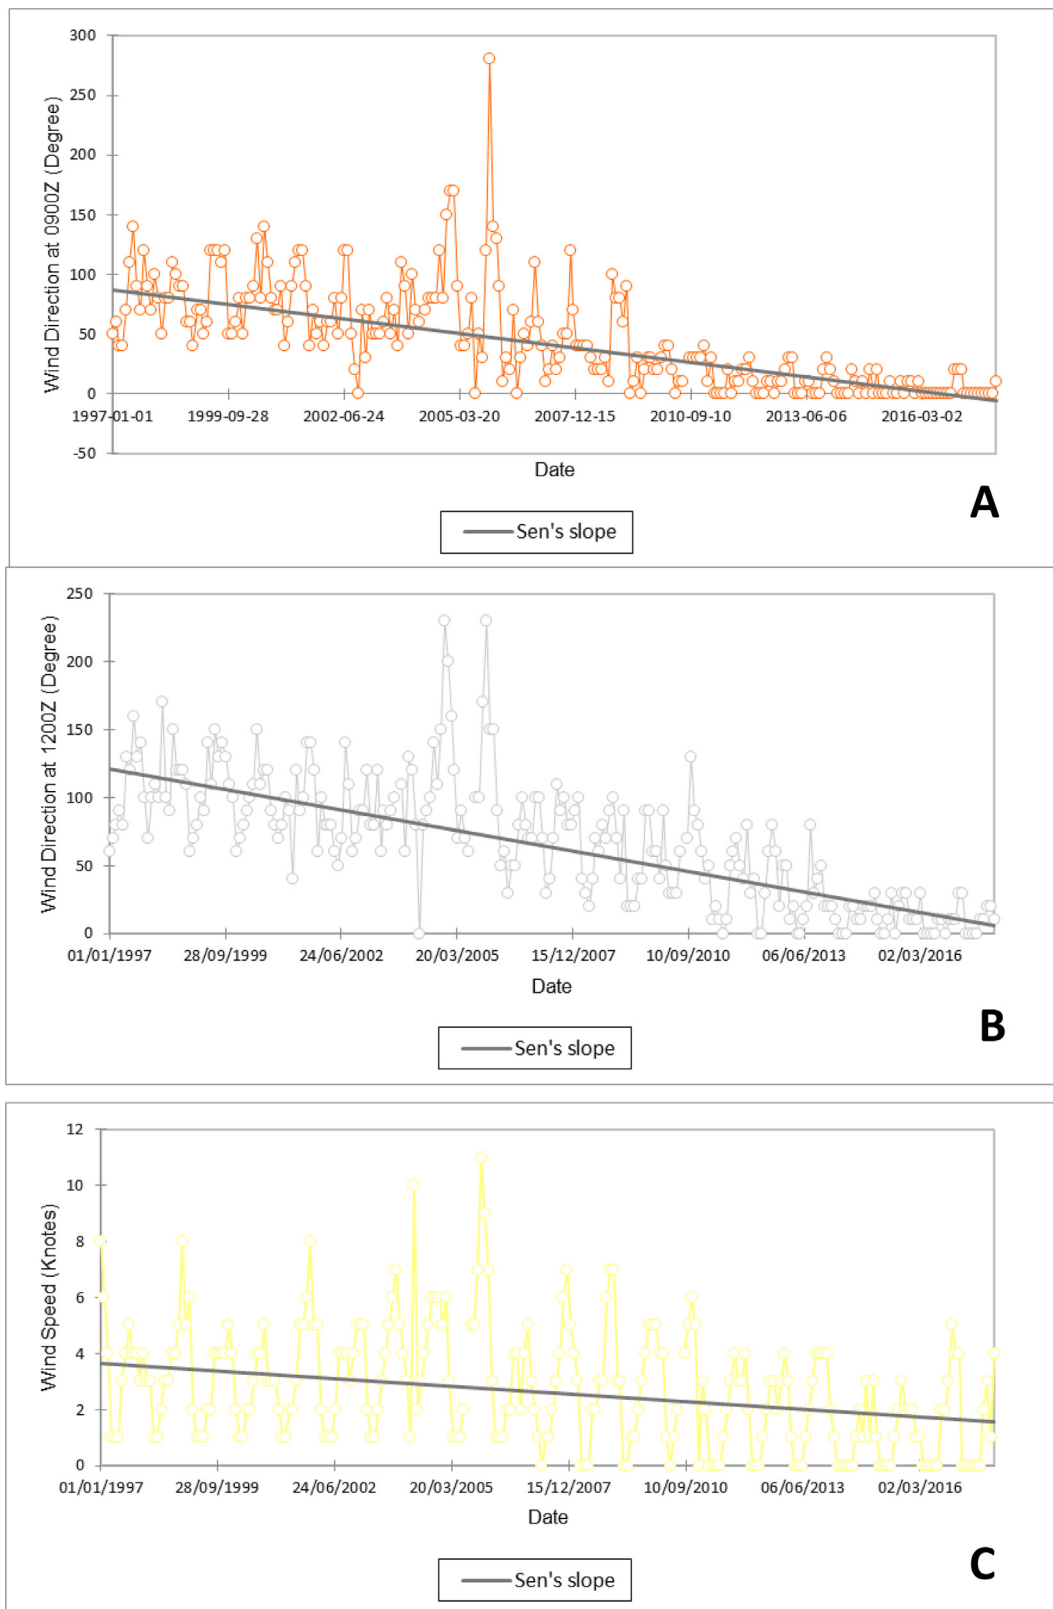 300
250
200
150
100
50
0
-50
Wind Direction at 0900Z (Degree)
1997-01-01 1999-09-28 2002-06-24 2005-03-20 2007-12-15 2010-09-10 2013-06-06 2016-03-02
Date
A
Sen's slope
250
200
150
100
50
0
Wind Direction at 1200Z (Degree)
01/01/1997 28/09/1999 24/06/2002 20/03/2005 15/12/2007 10/09/2010 06/06/2013 02/03/2016
Date
B
Sen's slope
12
10
8
6
4
2
0
Wind Speed (Knotes)
01/01/1997 28/09/1999 24/06/2002 20/03/2005 15/12/2007 10/09/2010 06/06/2013 02/03/2016
Date
C
Sen's slope